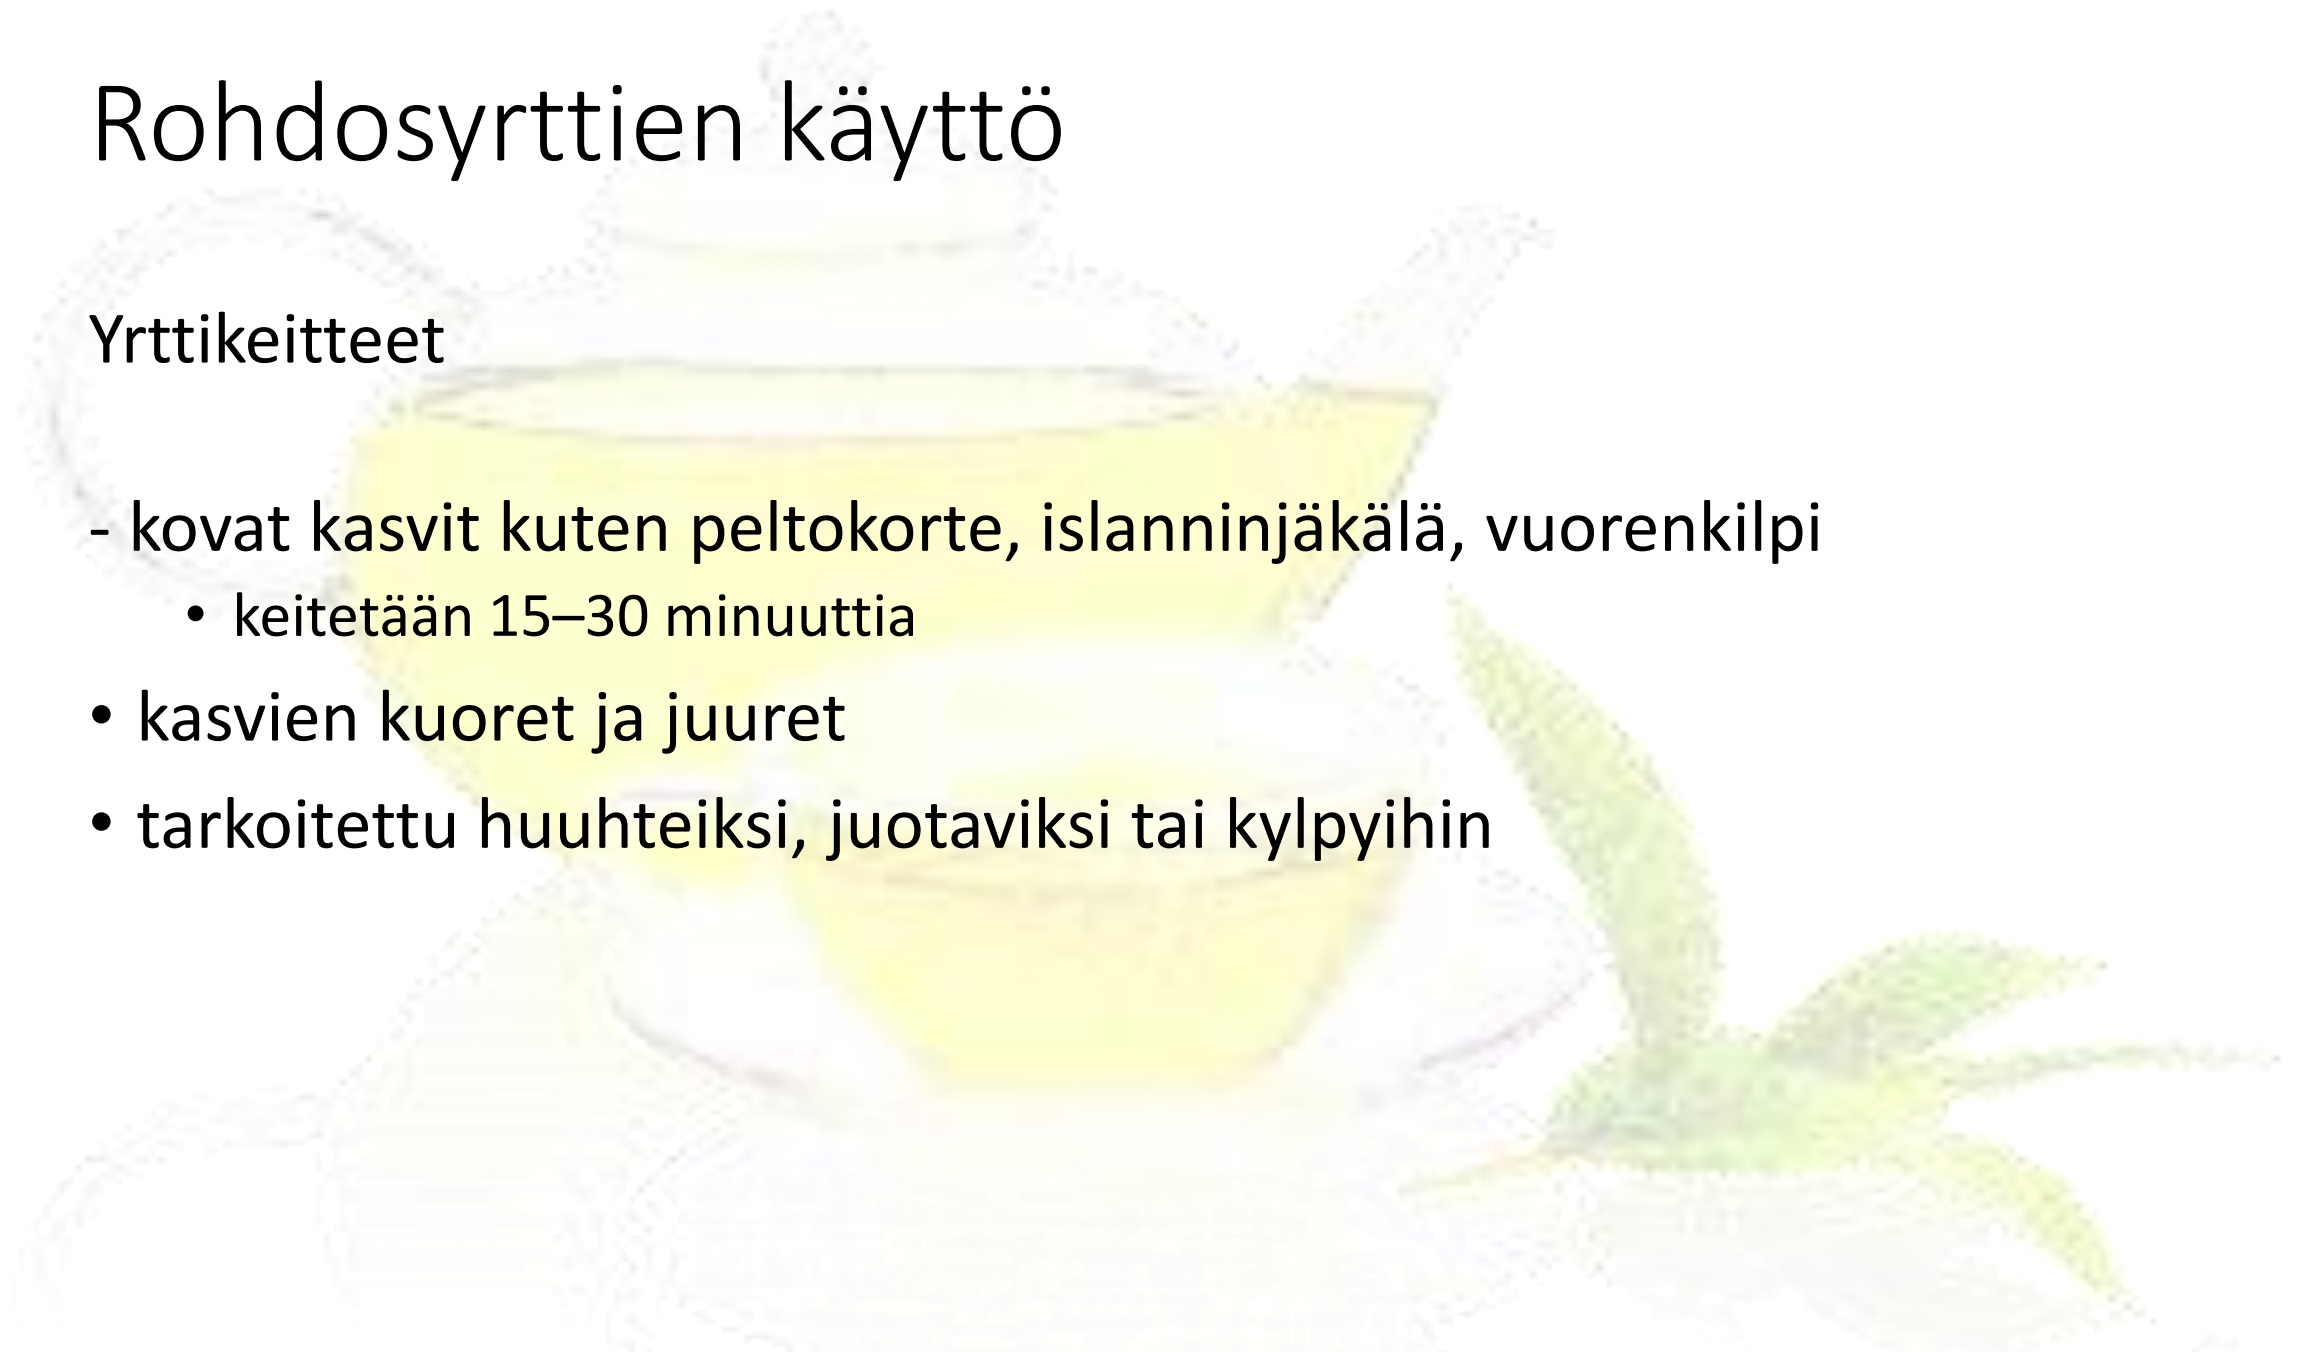 Rohdosyrttien käyttö
Yrttikeitteet
- kovat kasvit kuten peltokorte, islanninjäkälä, vuorenkilpi
• keitetään 15–30 minuuttia
• kasvien kuoret ja juuret
• tarkoitettu huuhteiksi, juotaviksi tai kylpyihin